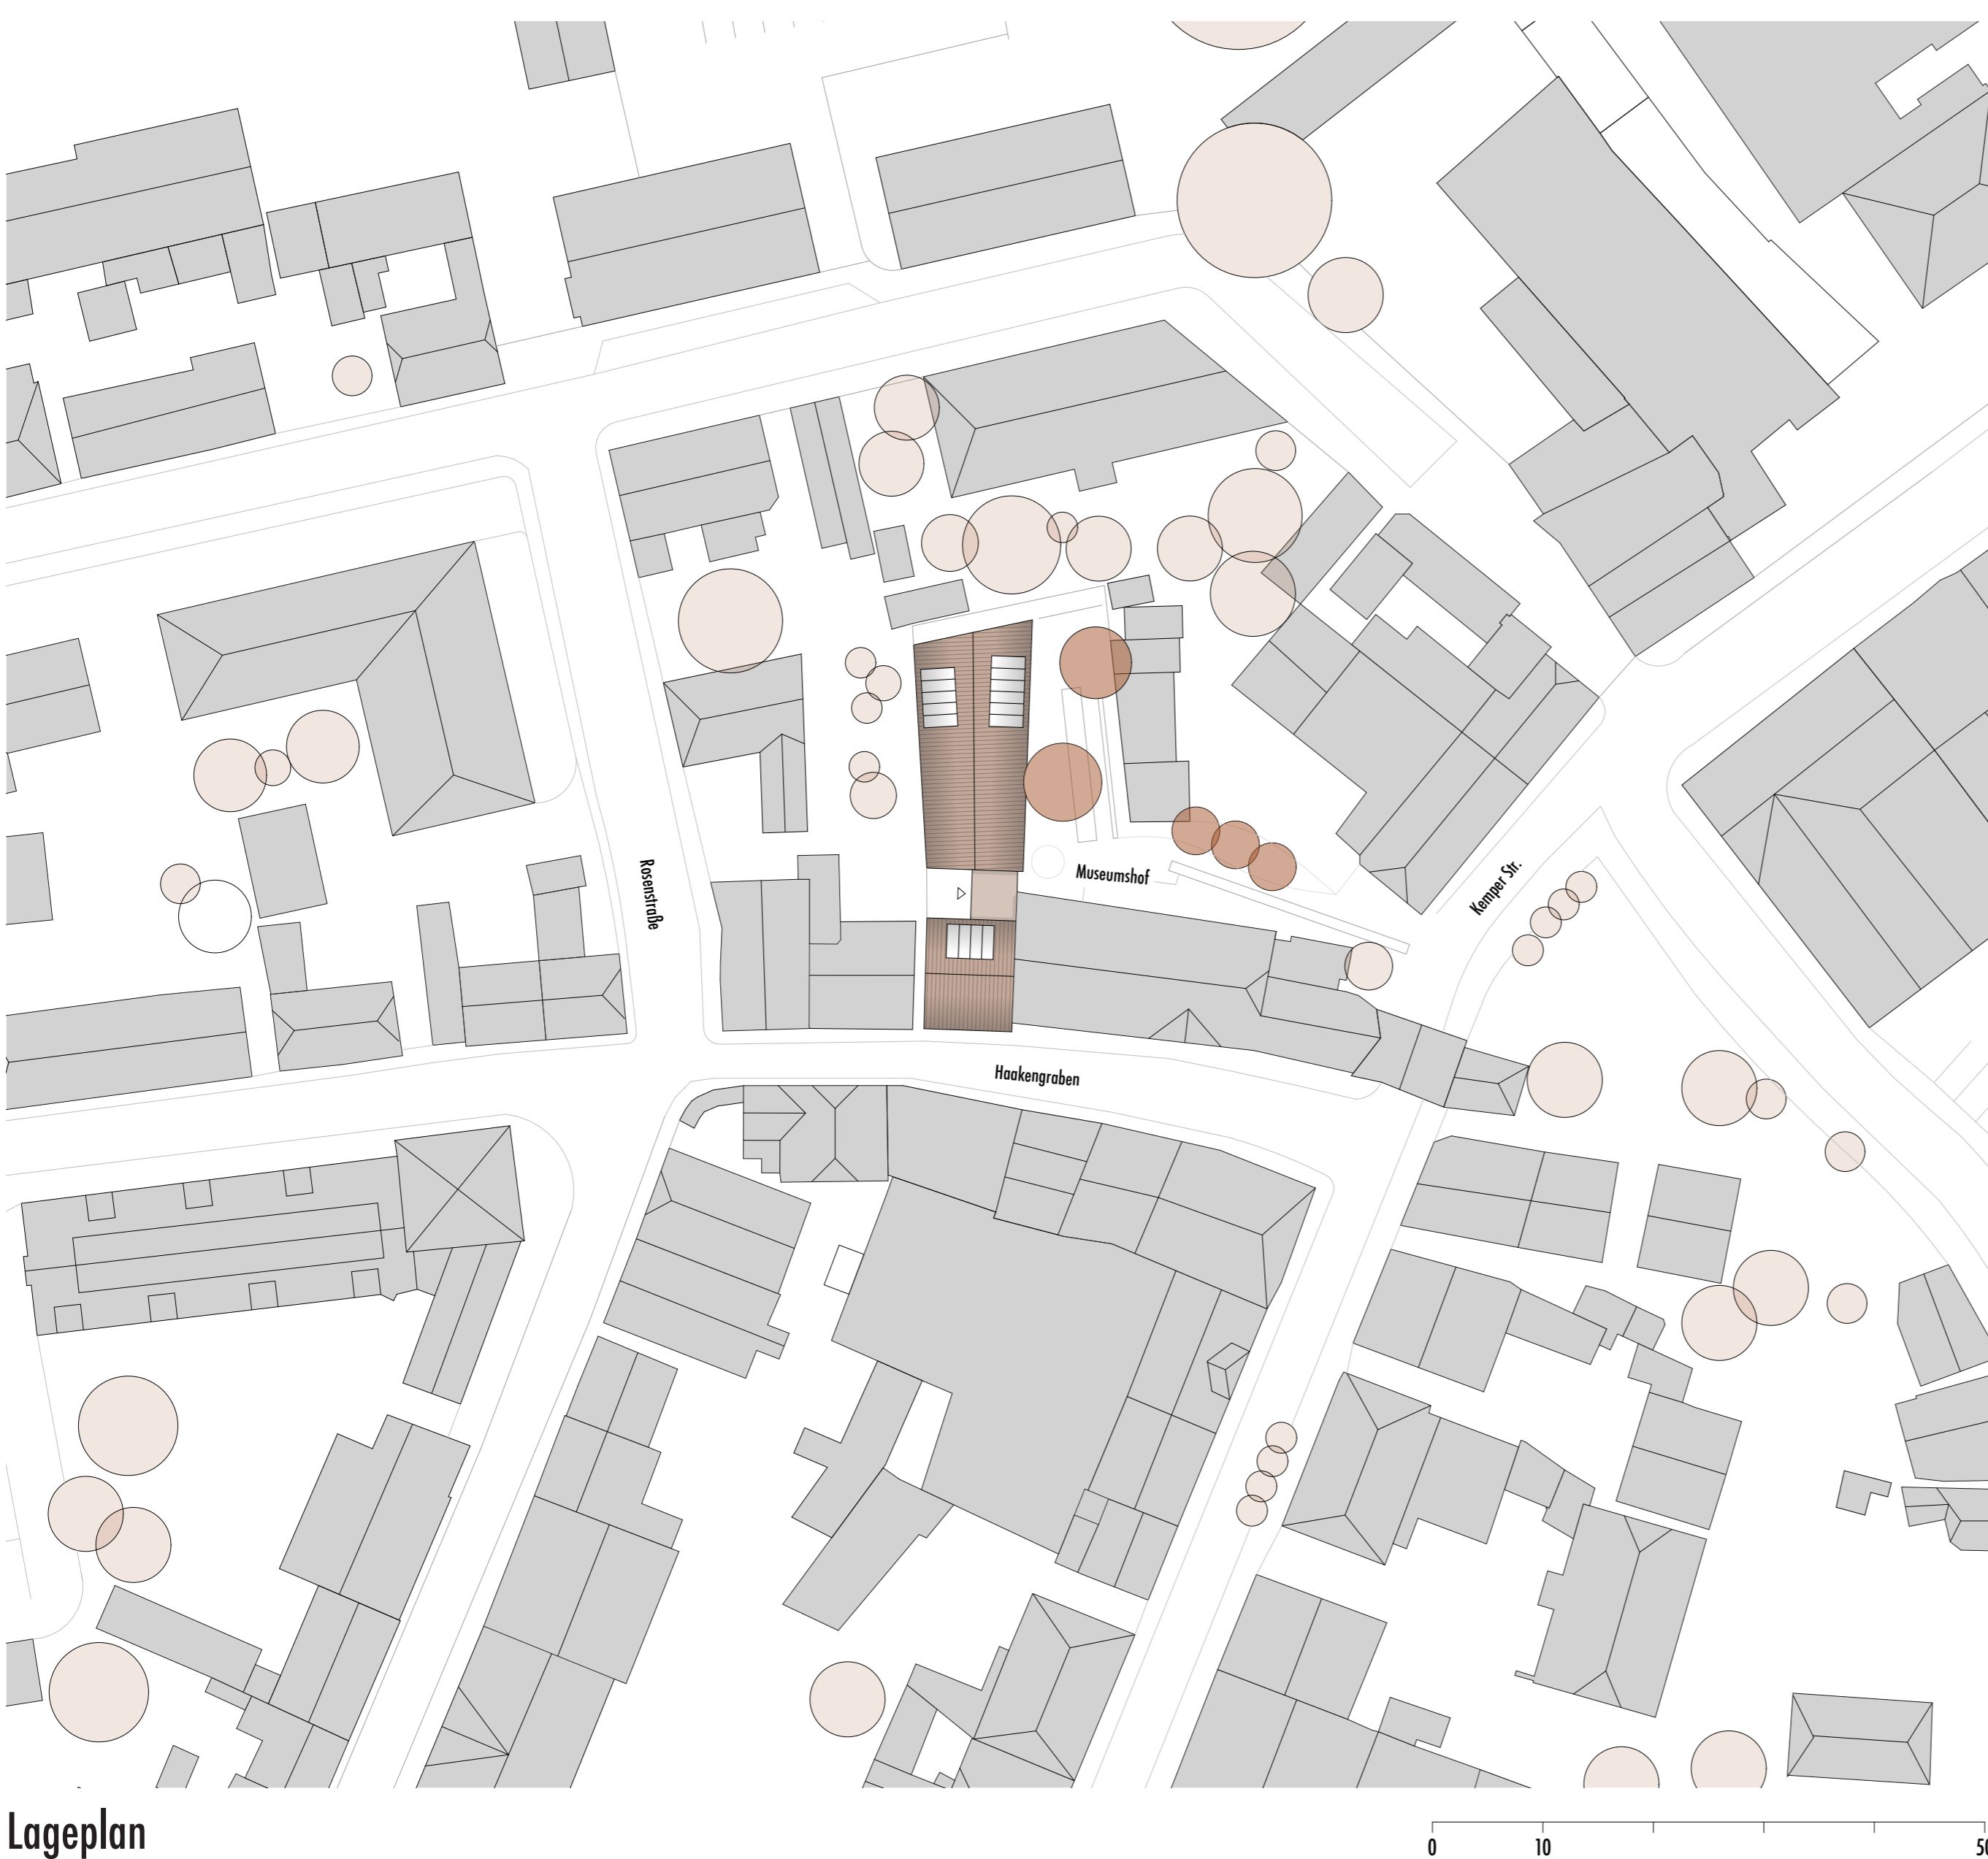 Rosenstraße
Museumshof
Kemper Str.
Haakengraben
Lageplan
0 10 50